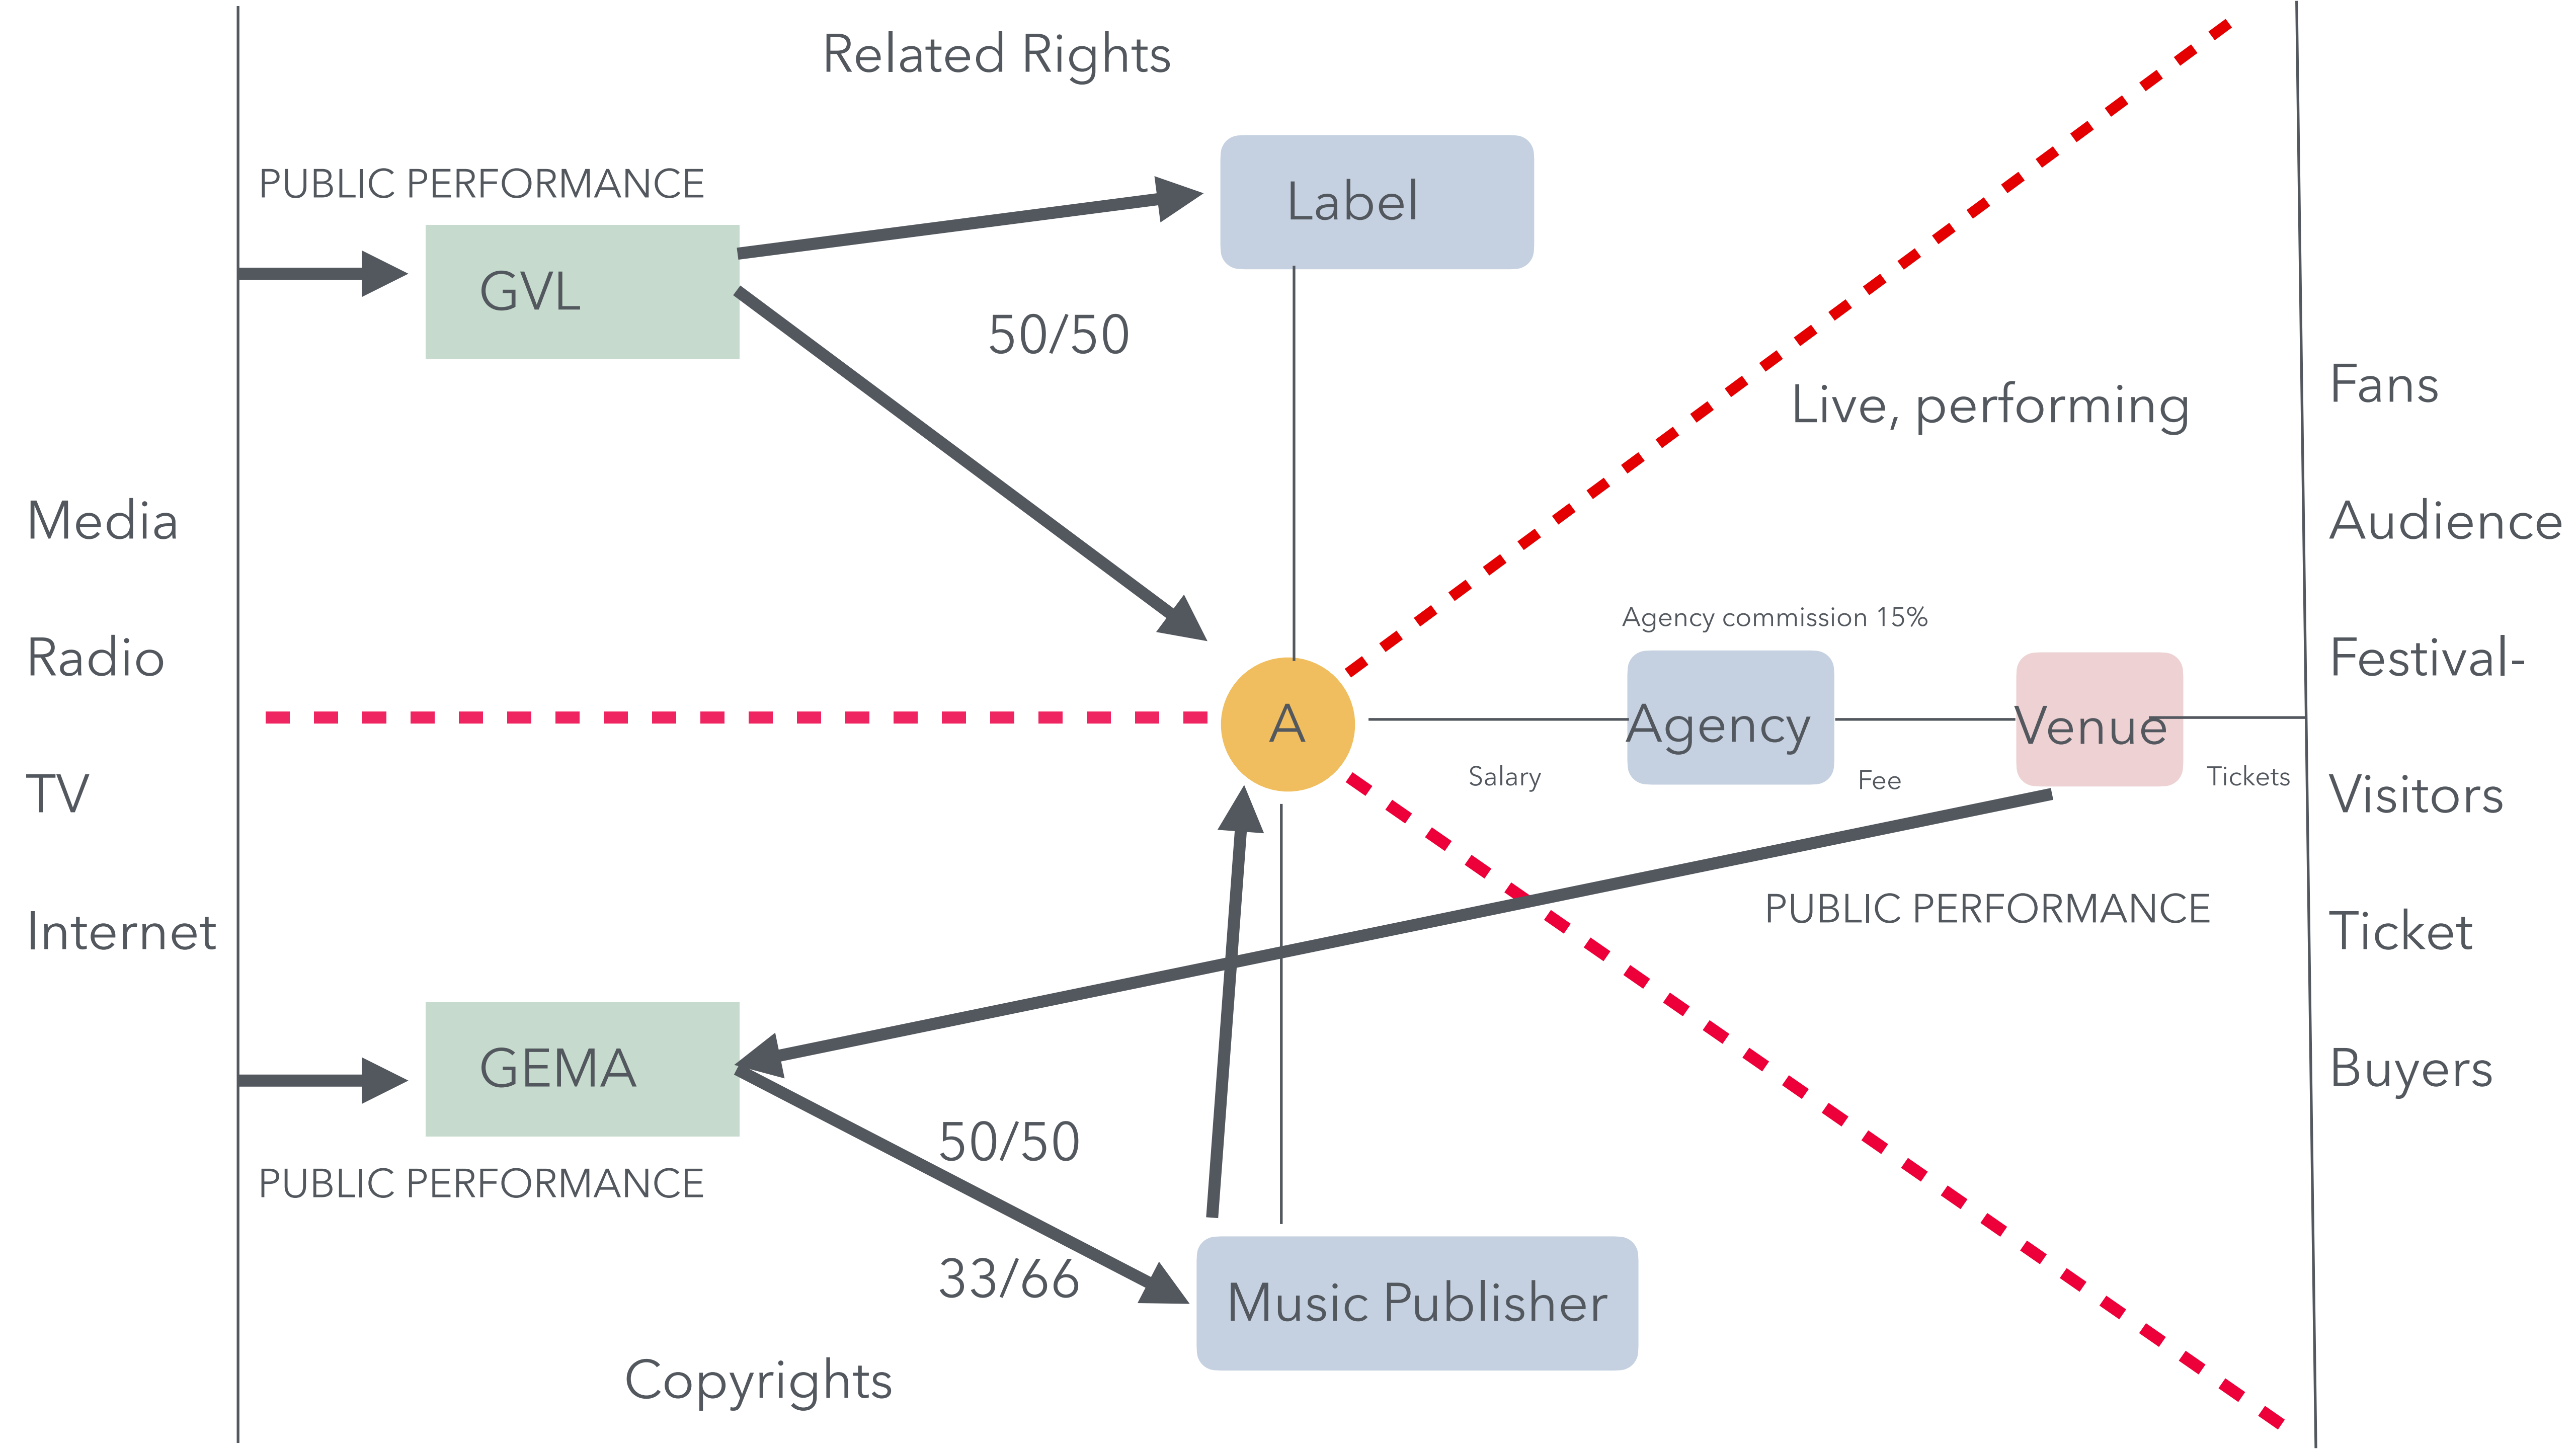 Related Rights
PUBLIC PERFORMANCE
Label
GVL
50/50
Live, performing
Media
Radio
TV
Internet
Fans
Audience
Festival-
Visitors
Ticket
Buyers
Agency commission 15%
A
Agency
Venue
Salary
Fee
Tickets
PUBLIC PERFORMANCE
GEMA
50/50
PUBLIC PERFORMANCE
33/66
Music Publisher
Copyrights